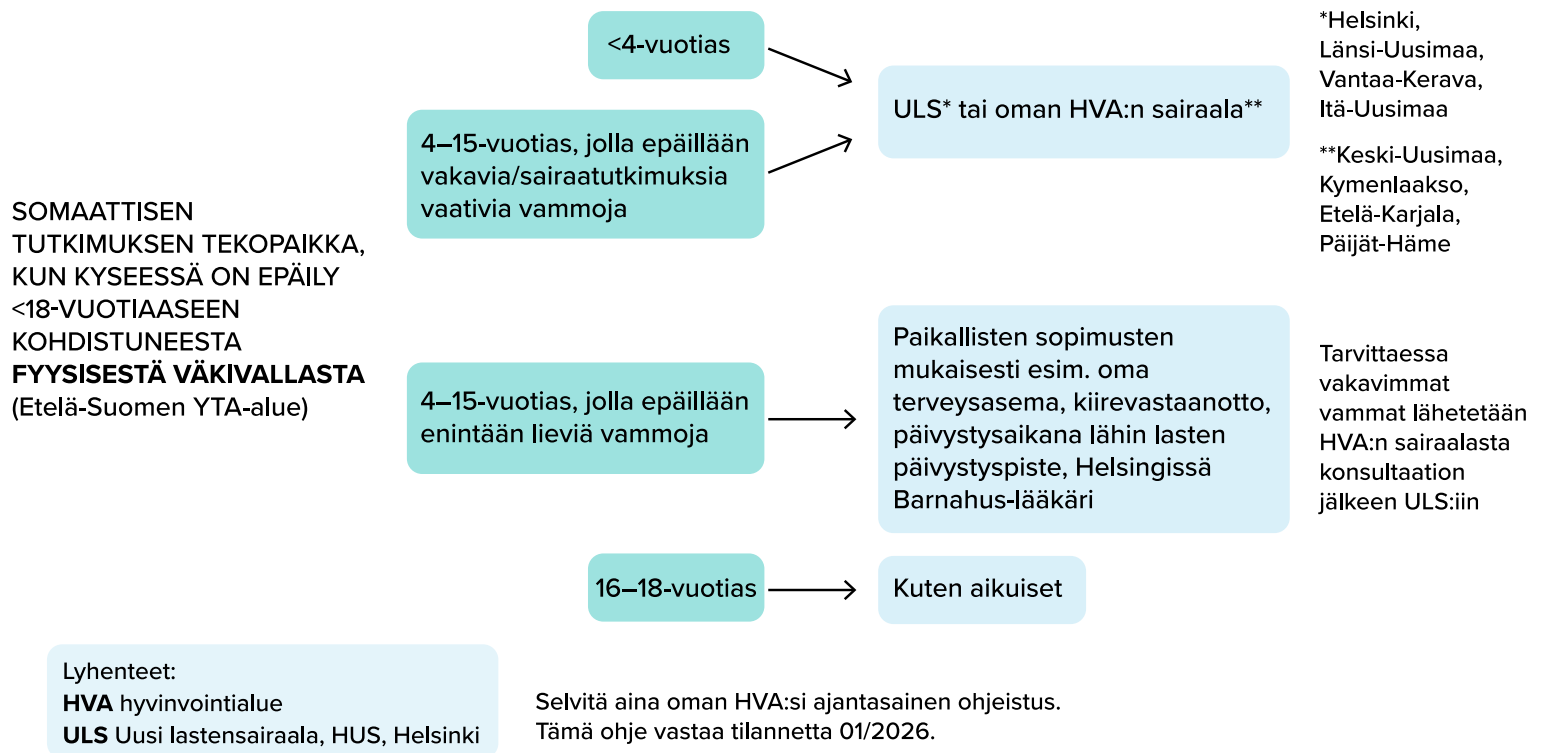 SOMAATTISEN
TUTKIMUKSEN TEKOPAIKKA,
KUN KYSEESSÄ ON EPÄILY
<18-VUOTIAASEEN
KOHDISTUNEESTA
FYYSISESTÄ VÄKIVALLASTA
(Etelä-Suomen YTA-alue)
<4-vuotias
4–15-vuotias, jolla epäillään
vakavia/sairaatutkimuksia
vaativia vammoja
ULS* tai oman HVA:n sairaala**
*Helsinki,
Länsi-Uusimaa,
Vantaa-Kerava,
Itä-Uusimaa
**Keski-Uusimaa,
Kymenlaakso,
Etelä-Karjala,
Päijät-Häme
4–15-vuotias, jolla epäillään
enintään lieviä vammoja
Paikallisten sopimusten
mukaisesti esim. oma
terveysasema, kiirevastaanotto,
päivystysaikana lähin lasten
päivystyspiste, Helsingissä
Barnahus-lääkäri
Tarvittaessa
vakavimmat
vammat lähetetään
HVA:n sairaalasta
konsultaation
jälkeen ULS:iin
16–18-vuotias
Kuten aikuiset
Lyhenteet:
HVA hyvinvointialue
ULS Uusi lastensairaala, HUS, Helsinki
Selvitä aina oman HVA:si ajantasainen ohjeistus.
Tämä ohje vastaa tilannetta 01/2026.